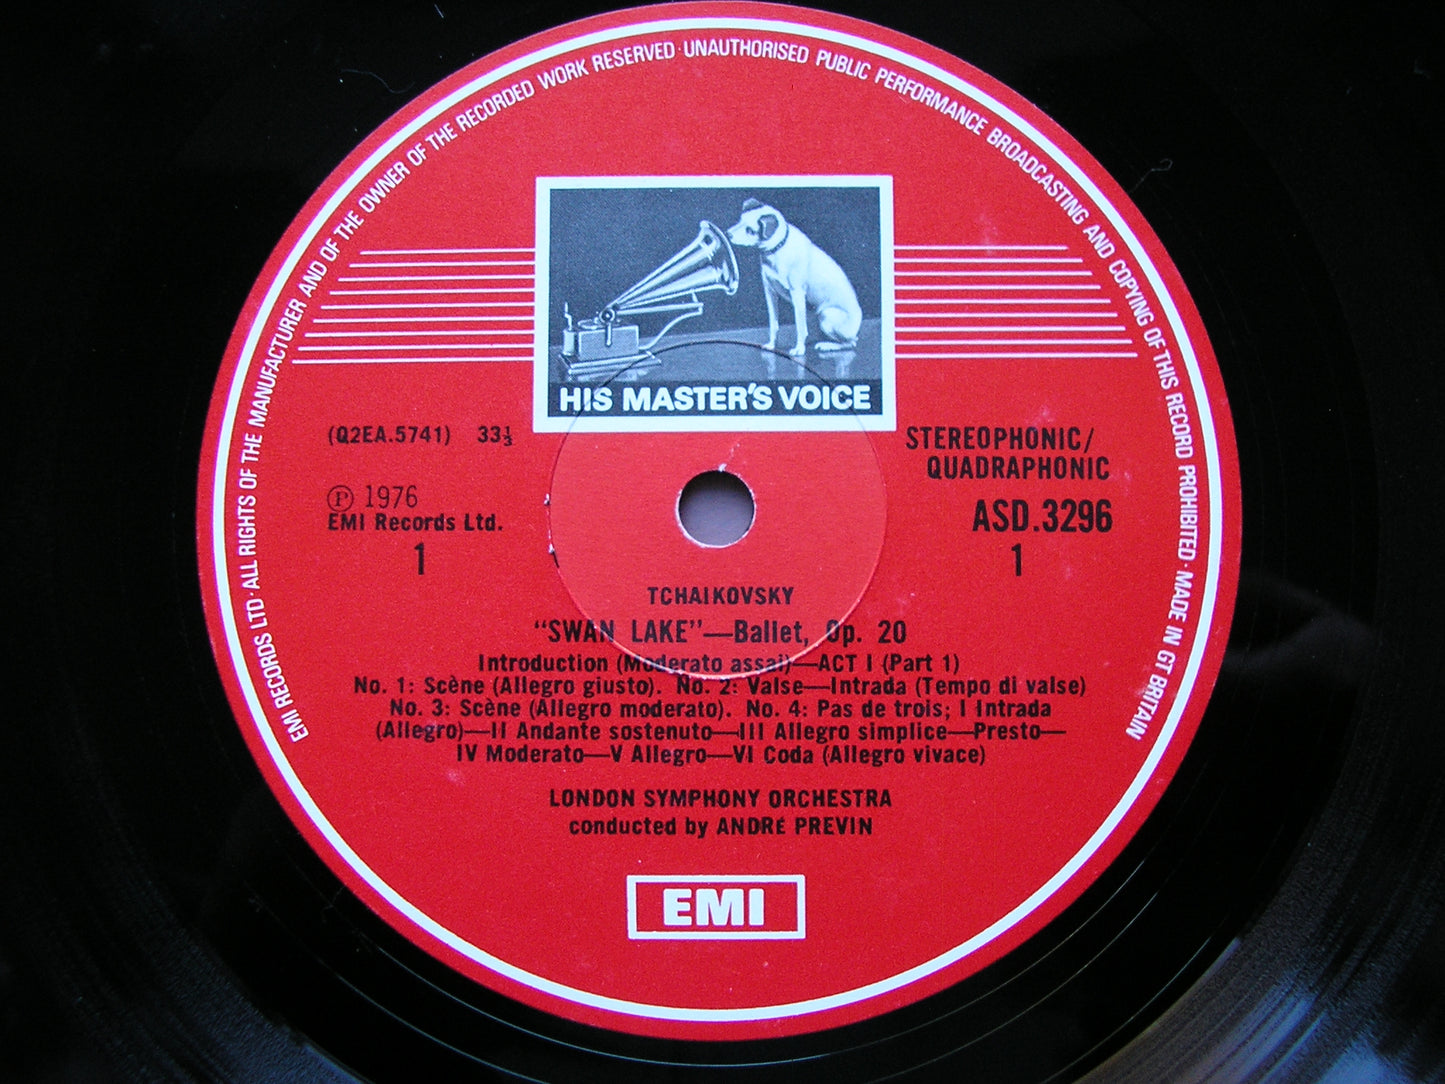 EMI RECORDS LTD · ALL RIGHTS OF THE MANUFACTURER AND OF THE OWNER OF THE RECORDED WORK RESERVED · UNAUTHORISED PUBLIC PERFORMANCE BROADCASTING AND COPYING OF THIS RECORD PROHIBITED · MADE IN GT BRITAIN
HIS MASTER'S VOICE
(Q2EA.5741) 33⅓
STEREOPHONIC/
QUADRAPHONIC
Ⓟ 1976
EMI Records Ltd.
ASD.3296
1
1
TCHAIKOVSKY
"SWAN LAKE"—Ballet, Op. 20
Introduction (Moderato assai)—ACT I (Part 1)
No. 1: Scène (Allegro giusto). No. 2: Valse—Intrada (Tempo di valse)
No. 3: Scène (Allegro moderato). No. 4: Pas de trois; I Intrada
(Allegro)—II Andante sostenuto—III Allegro simplice—Presto—
IV Moderato—V Allegro—VI Coda (Allegro vivace)
LONDON SYMPHONY ORCHESTRA
conducted by ANDRÉ PREVIN
EMI